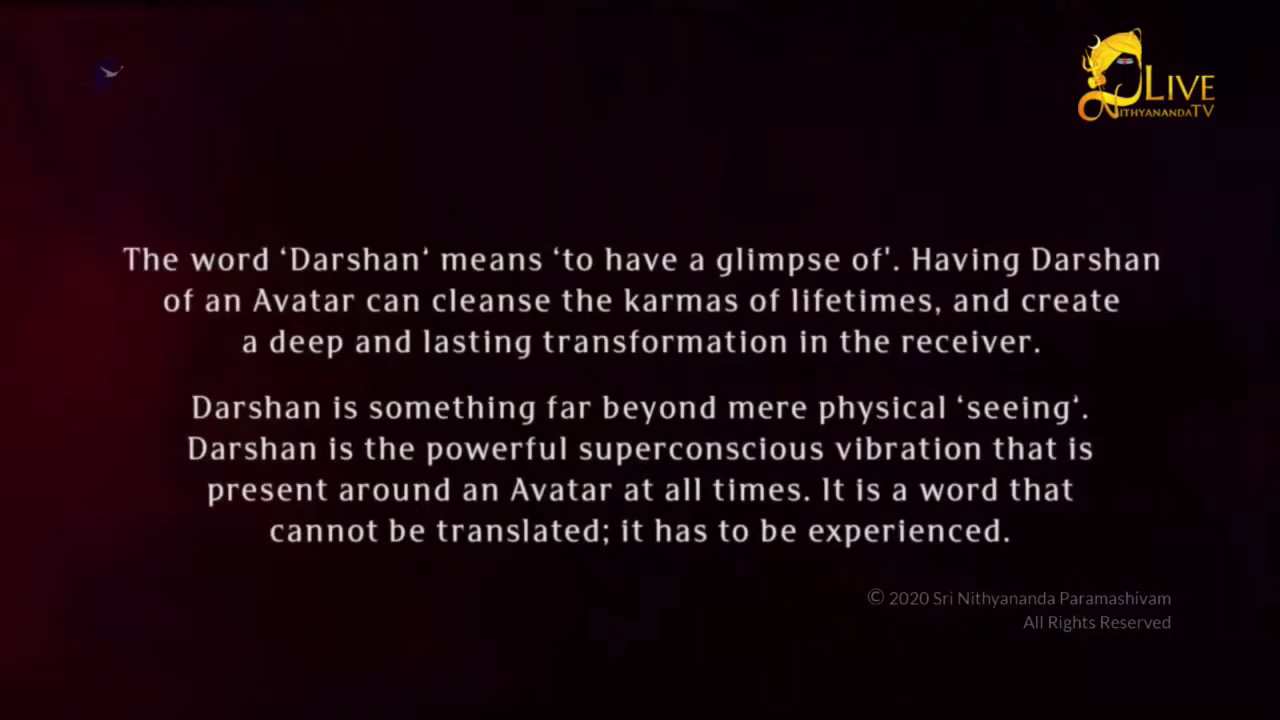 LIVE
NITHYANANDATV
The word ‘Darshan‘ means ‘to have a glimpse of'. Having Darshan
of an Avatar can cleanse the karmas of lifetimes, and create
a deep and lasting transformation in the receiver.
Darshan is something far beyond mere physical ‘seeing‘.
Darshan is the powerful superconscious vibration that is
present around an Avatar at all times. It is a word that
cannot be translated; it has to be experienced.
© 2020 Sri Nithyananda Paramashivam
All Rights Reserved